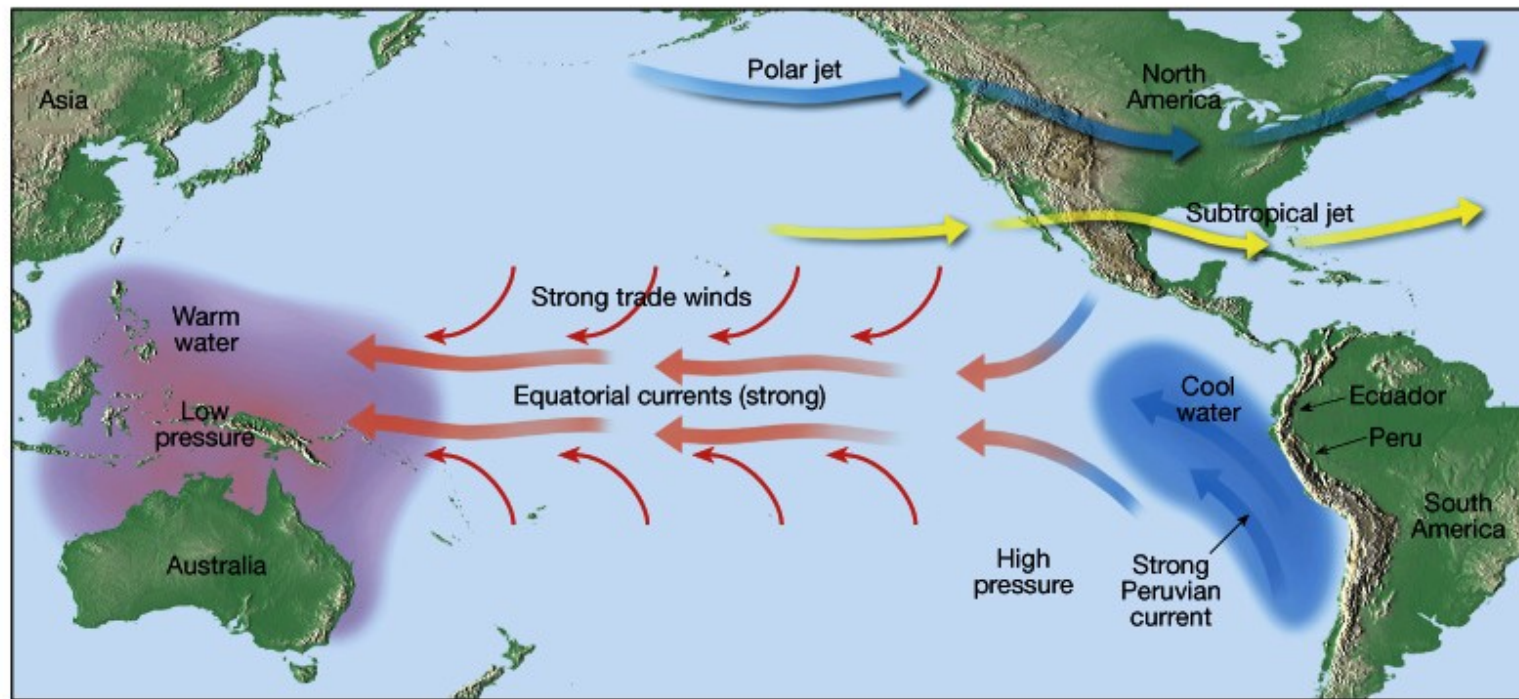 Polar jet
North
America
Asia
Subtropical jet
Strong trade winds
Warm
water
Equatorial currents (strong)
Cool
water
Ecuador
Low
pressure
Peru
South
America
Australia
High
pressure
Strong
Peruvian
current